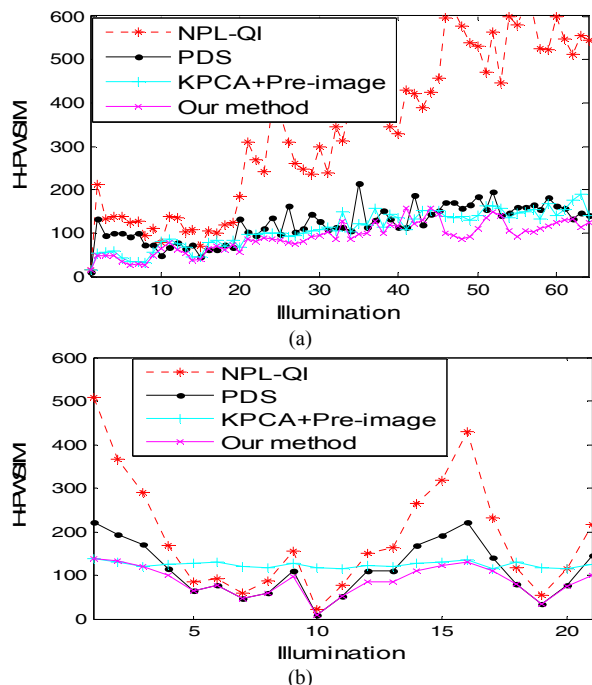 600
500
400
300
200
100
0
H-PWSIM
NPL-QI
PDS
KPCA+Pre-image
Our method
10 20 30 40 50 60
Illumination
(a)
600
500
400
300
200
100
0
H-PWSIM
NPL-QI
PDS
KPCA+Pre-image
Our method
5 10 15 20
Illumination
(b)